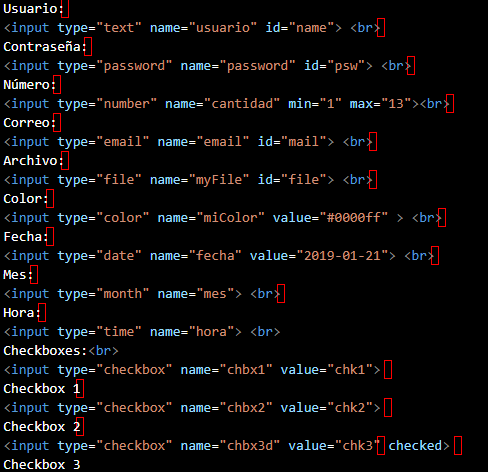 Usuario:
<input type="text" name="usuario" id="name"> <br>
Contraseña:
<input type="password" name="password" id="psw"> <br>
Número:
<input type="number" name="cantidad" min="1" max="13"><br>
Correo:
<input type="email" name="email" id="mail"> <br>
Archivo:
<input type="file" name="myFile" id="file"> <br>
Color:
<input type="color" name="miColor" value="#0000ff" > <br>
Fecha:
<input type="date" name="fecha" value="2019-01-21"> <br>
Mes:
<input type="month" name="mes"> <br>
Hora:
<input type="time" name="hora"> <br>
Checkboxes:<br>
<input type="checkbox" name="chbx1" value="chk1">
Checkbox 1
<input type="checkbox" name="chbx2" value="chk2">
Checkbox 2
<input type="checkbox" name="chbx3d" value="chk3" checked>
Checkbox 3